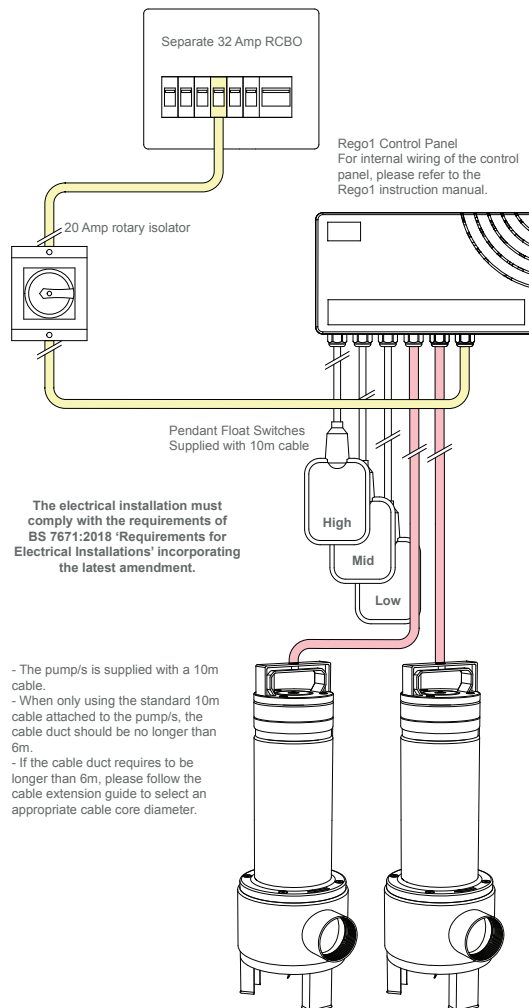 Separate 32 Amp RCBO
Rego1 Control Panel
For internal wiring of the control
panel, please refer to the
Rego1 instruction manual.
20 Amp rotary isolator
Pendant Float Switches
Supplied with 10m cable
The electrical installation must
comply with the requirements of
BS 7671:2018 ‘Requirements for
Electrical Installations’ incorporating
the latest amendment.
High
Mid
Low
- The pump/s is supplied with a 10m
cable.
- When only using the standard 10m
cable attached to the pump/s, the
cable duct should be no longer than
6m.
- If the cable duct requires to be
longer than 6m, please follow the
cable extension guide to select an
appropriate cable core diameter.